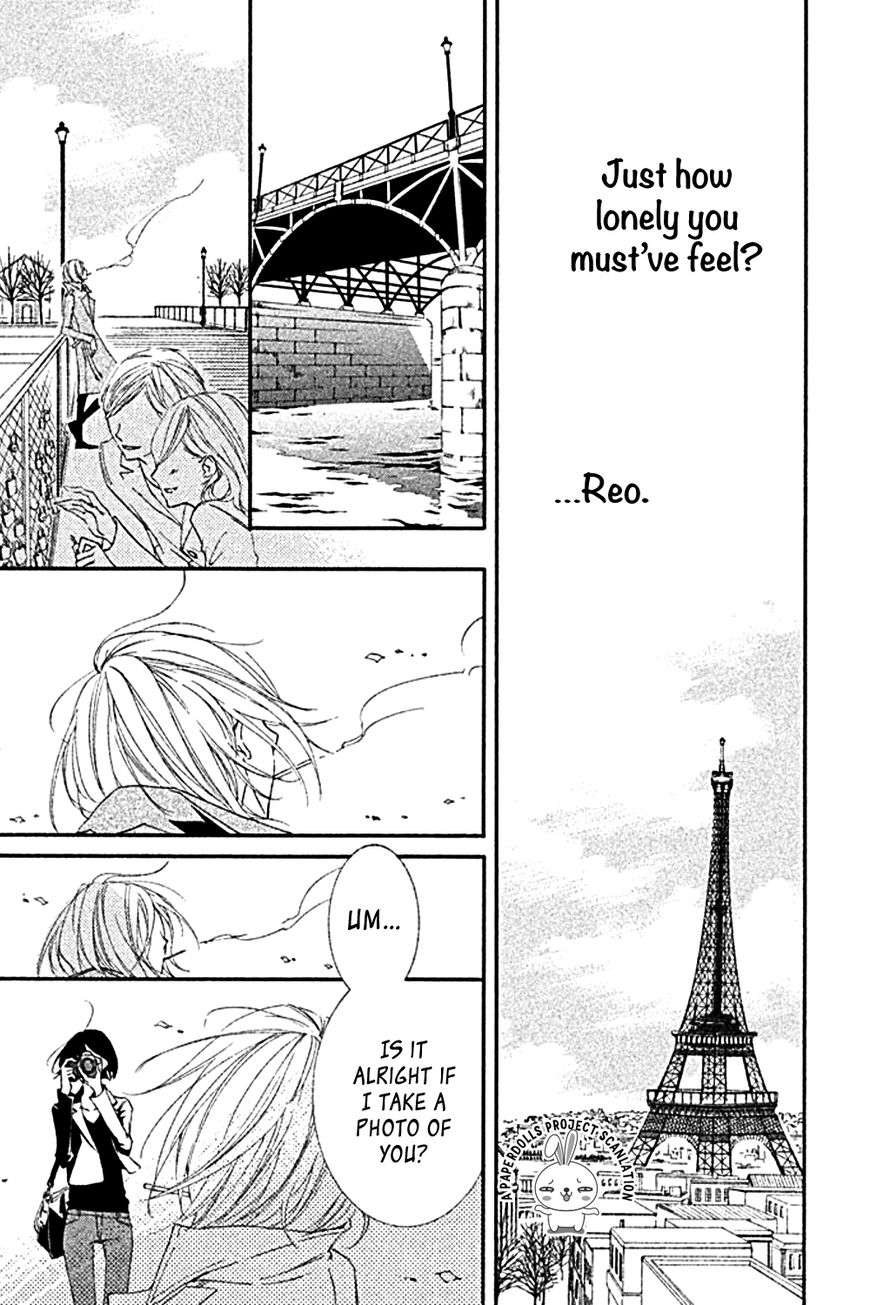 Just how
lonely you
must've feel?
...Reo.
UM...
IS IT
ALRIGHT IF
I TAKE A
PHOTO OF
YOU?
A PAPERDOLLS PROJECT SCANLATION